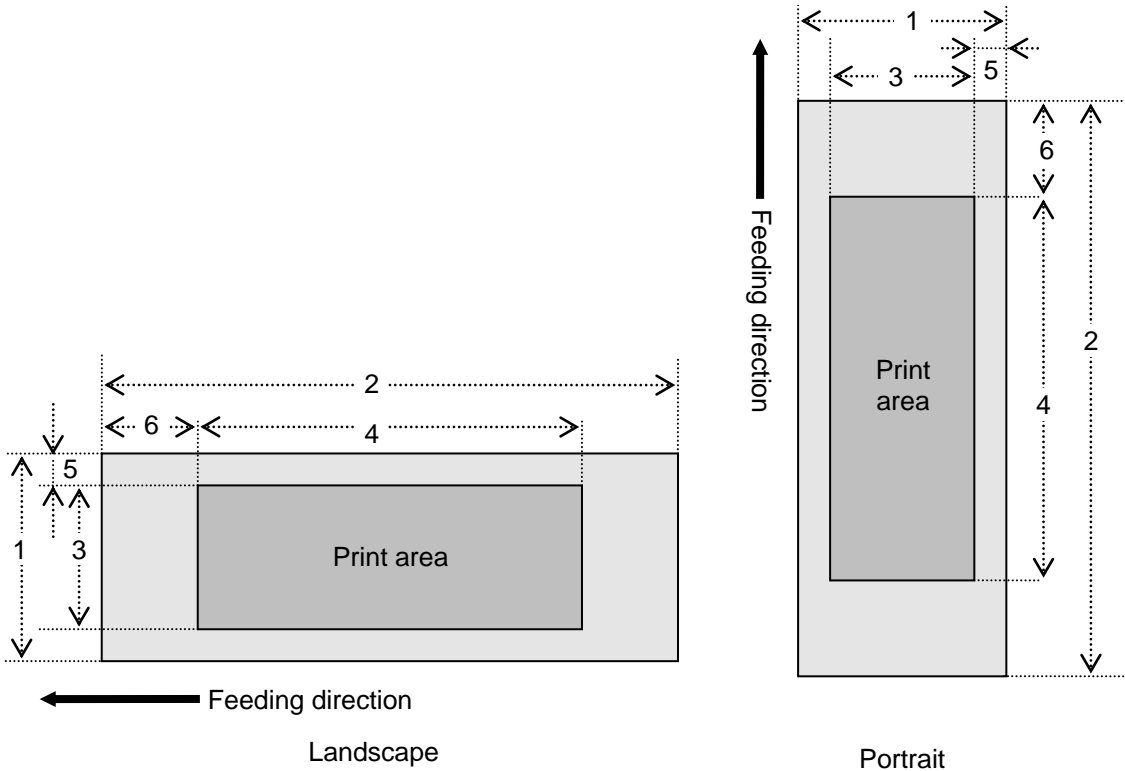 2
6
4
5
1
3
Print area
Feeding direction
Landscape
1
3
5
6
Feeding direction
Print
area
2
4
Portrait